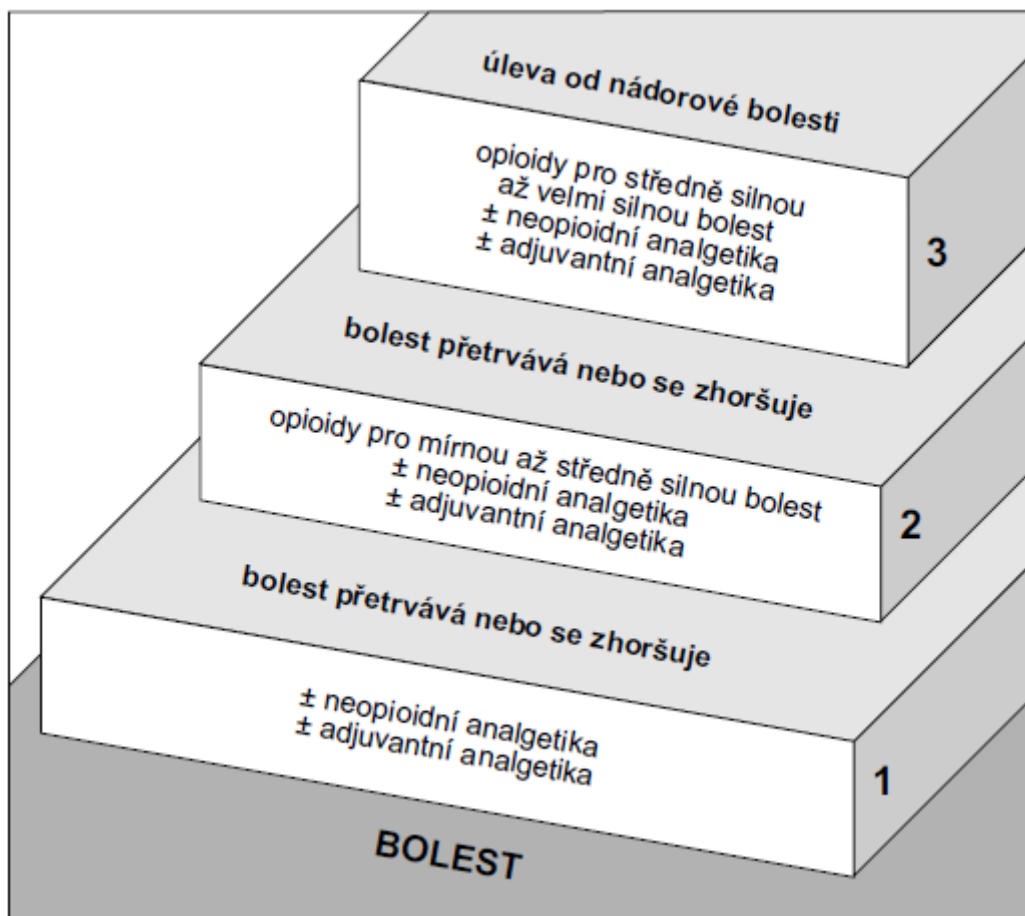 úleva od nádorové bolesti
opioidy pro středně silnou
až velmi silnou bolest
± neopioidní analgetika
± adjuvantní analgetika
3
bolest přetrvává nebo se zhoršuje
opioidy pro mírnou až středně silnou bolest
± neopioidní analgetika
± adjuvantní analgetika
2
bolest přetrvává nebo se zhoršuje
± neopioidní analgetika
± adjuvantní analgetika
1
BOLEST